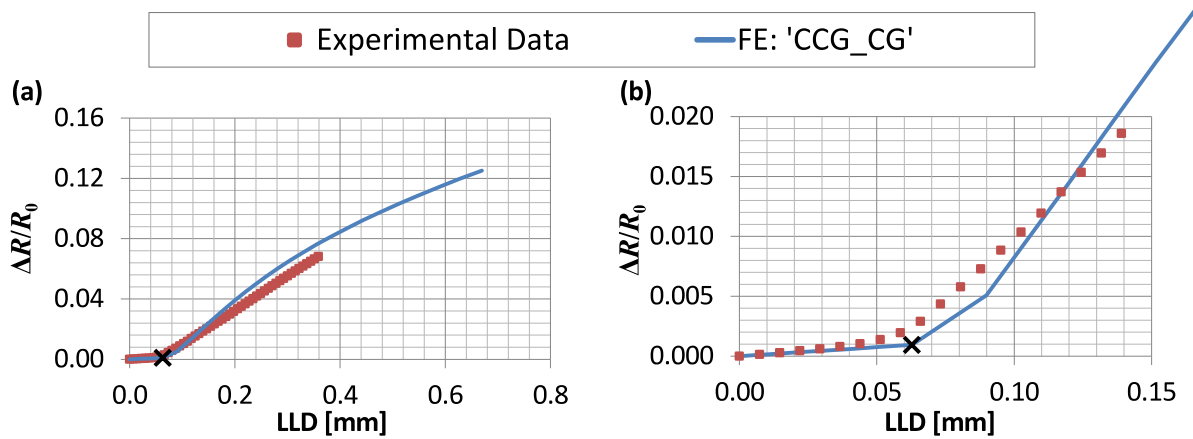 Experimental Data FE: 'CCG_CG'
(a)
ΔR/R0
0.16
0.12
0.08
0.04
0.00
0.0 0.2 0.4 0.6 0.8
LLD [mm]
(b)
ΔR/R0
0.020
0.015
0.010
0.005
0.000
0.00 0.05 0.10 0.15
LLD [mm]